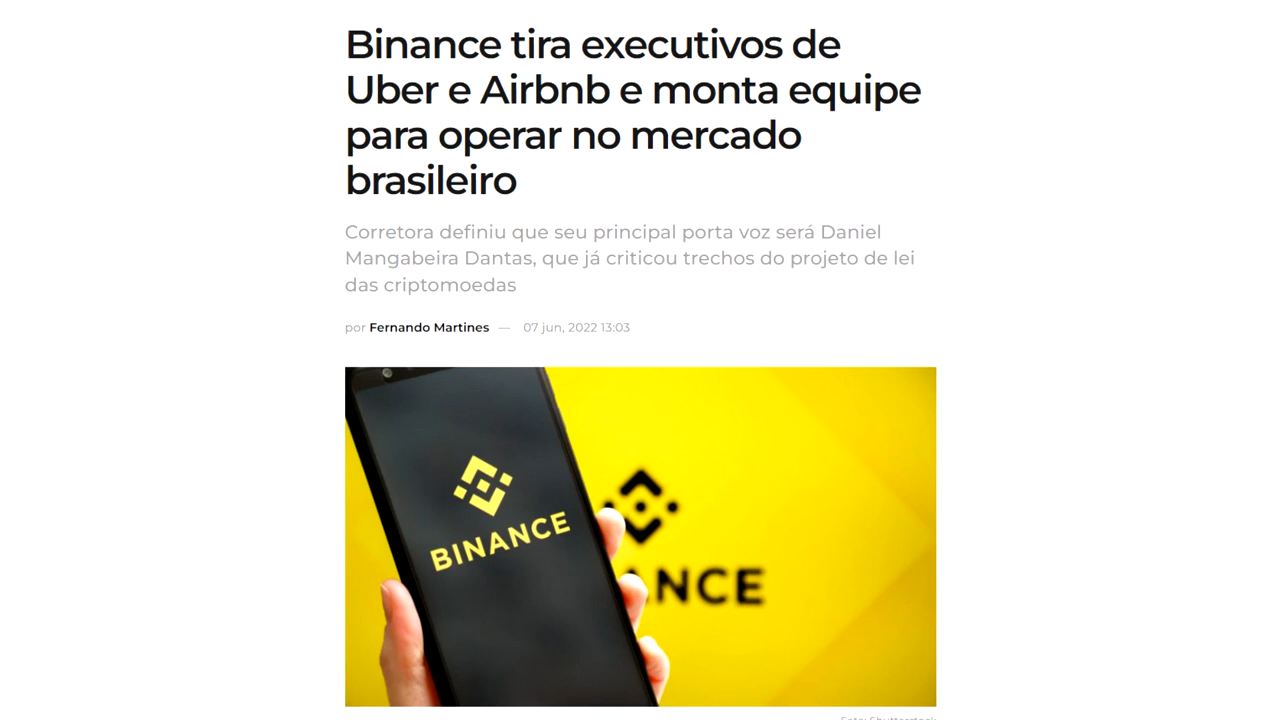 Binance tira executivos de
Uber e Airbnb e monta equipe
para operar no mercado
brasileiro
Corretora definiu que seu principal porta voz será Daniel
Mangabeira Dantas, que já criticou trechos do projeto de lei
das criptomoedas
por Fernando Martines — 07 jun, 2022 13:03
BINANCE
ANCE